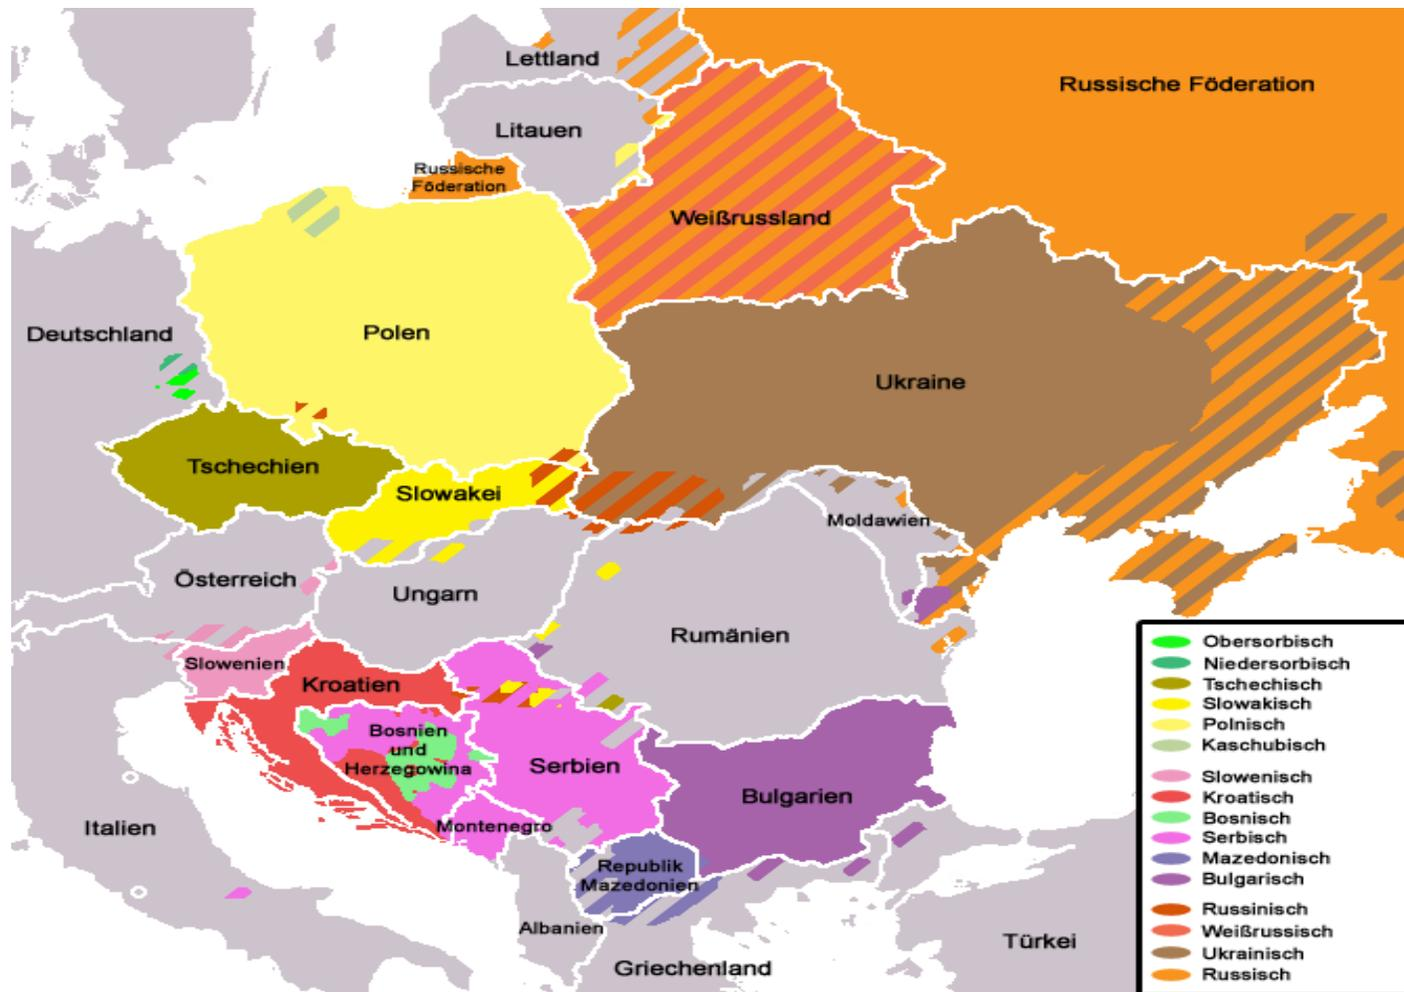 Lettland
Russische Föderation
Litauen
Russische
Föderation
Weißrussland
Deutschland
Polen
Ukraine
Tschechien
Slowakei
Moldawien
Österreich
Ungarn
Rumänien
Slowenien
Kroatien
Bosnien
und
Herzegowina
Serbien
Bulgarien
Italien
Montenegro
Republik
Mazedonien
Albanien
Griechenland
Türkei
Obersorbisch
Niedersorbisch
Tschechisch
Slowakisch
Polnisch
Kaschubisch
Slowenisch
Kroatisch
Bosnisch
Serbisch
Mazedonisch
Bulgarisch
Russinisch
Weißrussisch
Ukrainisch
Russisch